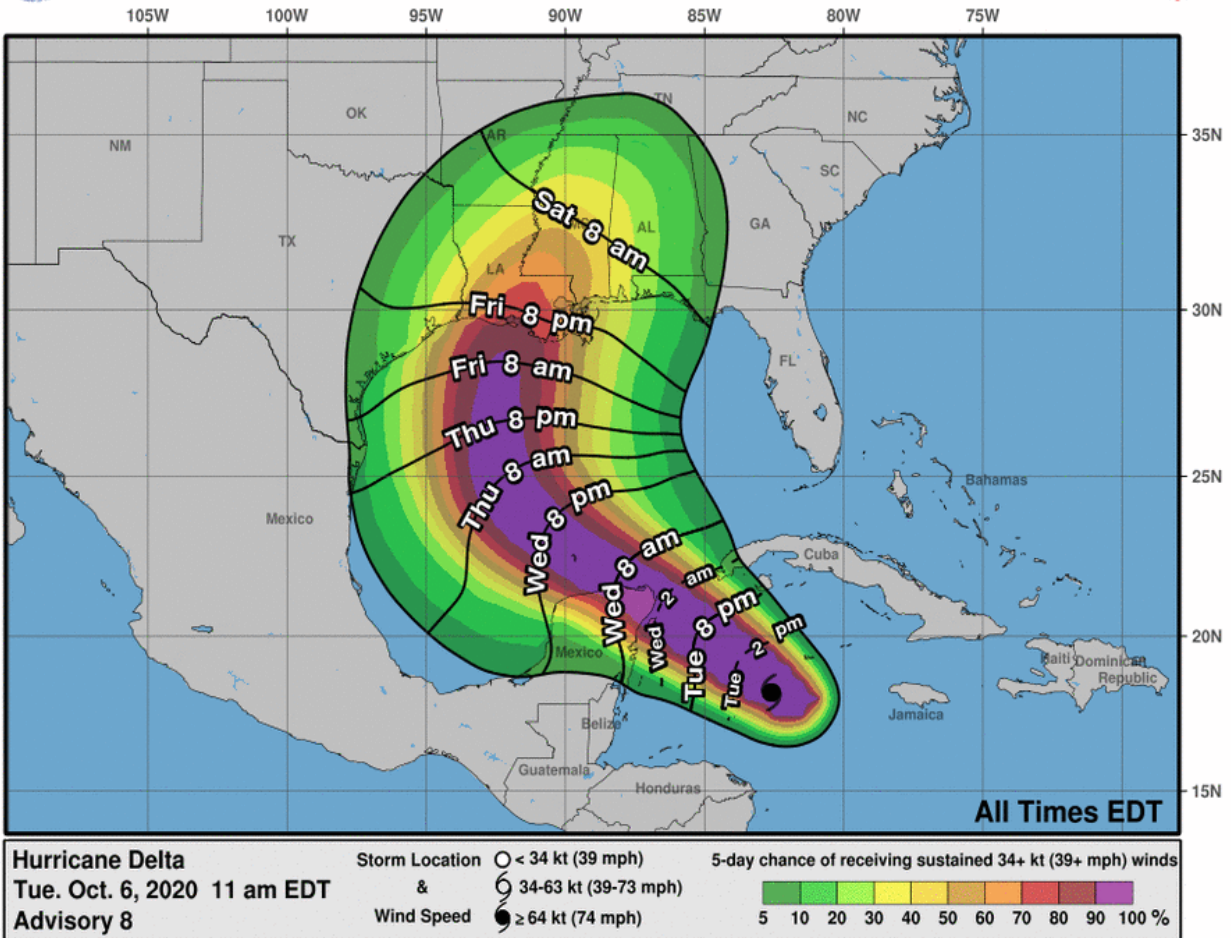 105W 100W 95W 90W 85W 80W 75W
TN
OK
AR
NC
35N
NM
SC
Sat 8 am
AL
GA
TX
LA
Fri 8 pm
30N
Fri 8 am
FL
Thu 8 pm
Thu 8 am
25N
Bahamas
Wed 8 pm
Mexico
Wed 8 am
Cuba
Wed 2 am
Tue 8 pm
Tue 2 pm
20N
Mexico
Haiti Dominican
Republic
Jamaica
Belize
Guatemala
Honduras
15N
All Times EDT
Hurricane Delta
Tue. Oct. 6, 2020 11 am EDT
Advisory 8
Storm Location
&
Wind Speed
< 34 kt (39 mph)
34-63 kt (39-73 mph)
≥ 64 kt (74 mph)
5-day chance of receiving sustained 34+ kt (39+ mph) winds
5 10 20 30 40 50 60 70 80 90 100 %